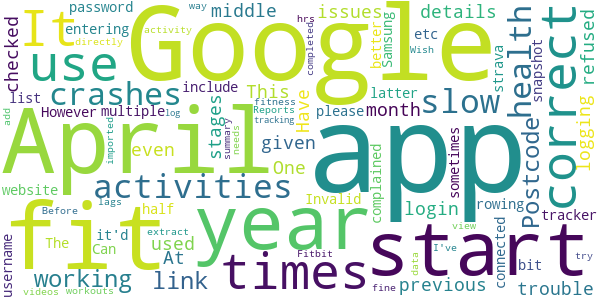 password
way
middle
issues
Samsung
details
strava
correct
logging
checked
entering
directly
It
Google
hrs
completed
better
etc
health
Wish
snapshot
refused
activity
use
crashes
stages
include
This
Have
latter
slow
list
However
multiple
please
month
Postcode
add
imported
April
even
given
fitness
Reports
tracking
log
needs
summary
One
Invalid
complained
app
sometimes
website
activities
year
login
rowing
tracker
Before
lags
half
fit
The
Can
it'd
used
extract
At
view
connected
start
bit
username
working
link
times
Fitbit
I've
previous
data
trouble
videos
workouts
fine
try